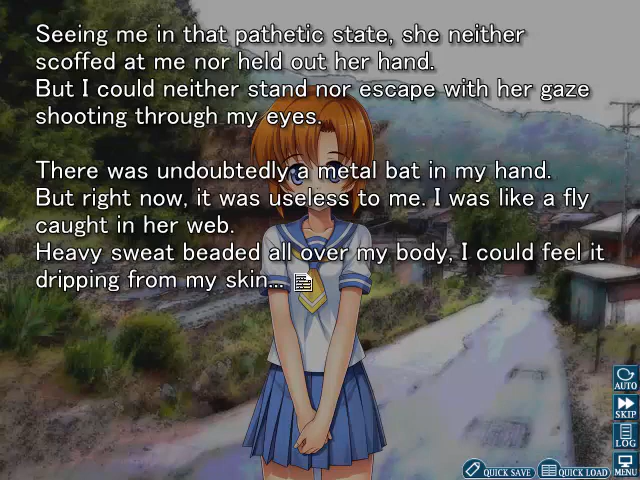 Seeing me in that pathetic state, she neither
scoffed at me nor held out her hand.
But I could neither stand nor escape with her gaze
shooting through my eyes.
There was undoubtedly a metal bat in my hand.
But right now, it was useless to me. I was like a fly
caught in her web.
Heavy sweat beaded all over my body, I could feel it
dripping from my skin...
AUTO
SKIP
LOG
MENU
QUICK SAVE
QUICK LOAD